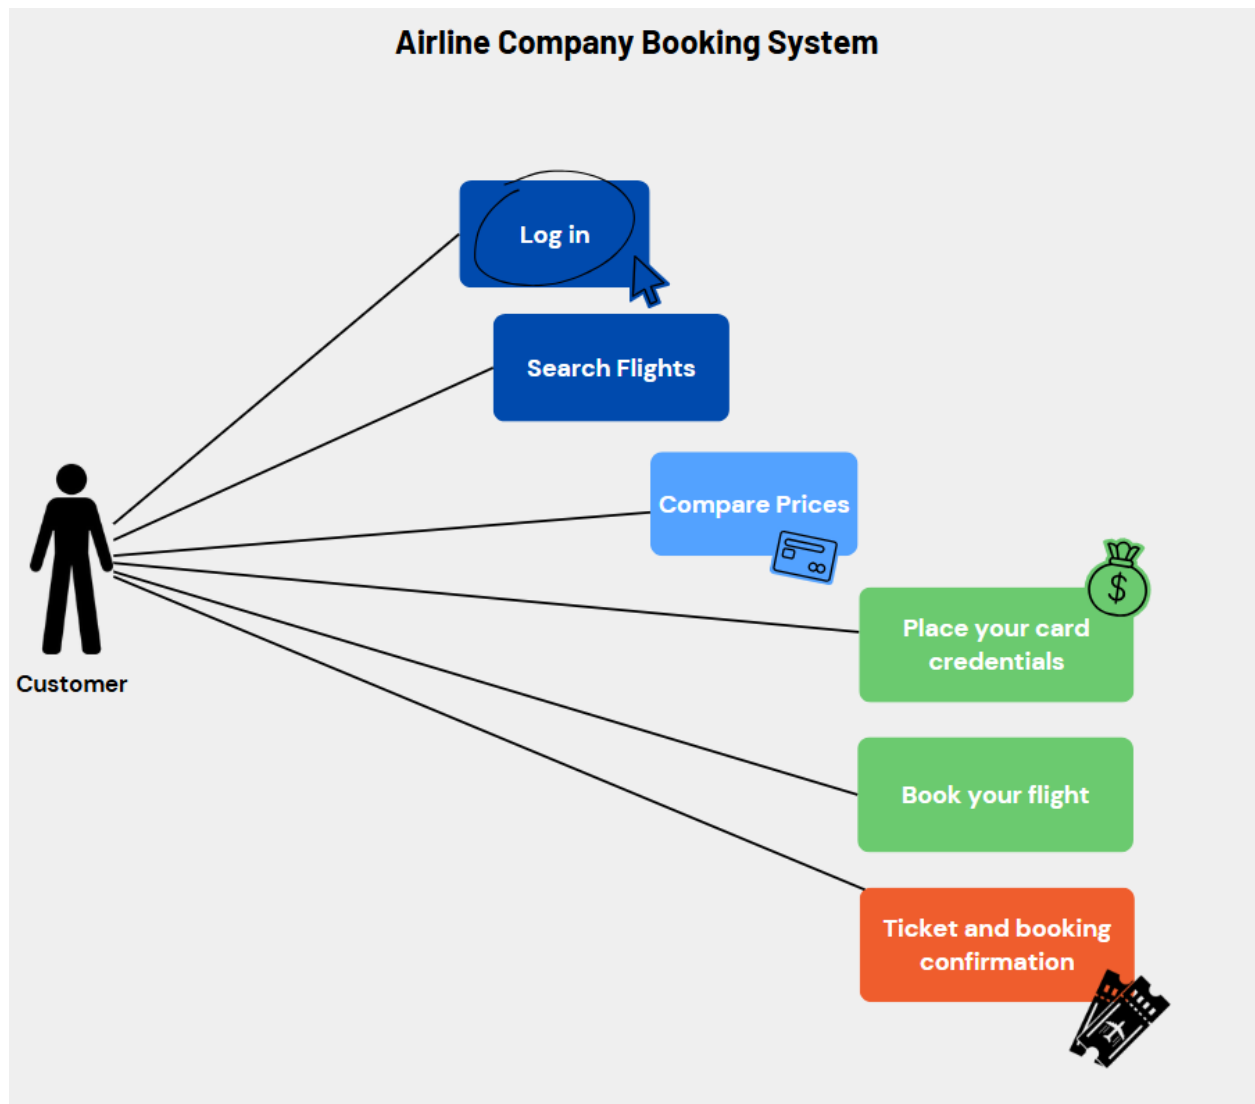 Airline Company Booking System
Log in
Search Flights
Compare Prices
$
Place your card
credentials
Customer
Book your flight
Ticket and booking
confirmation